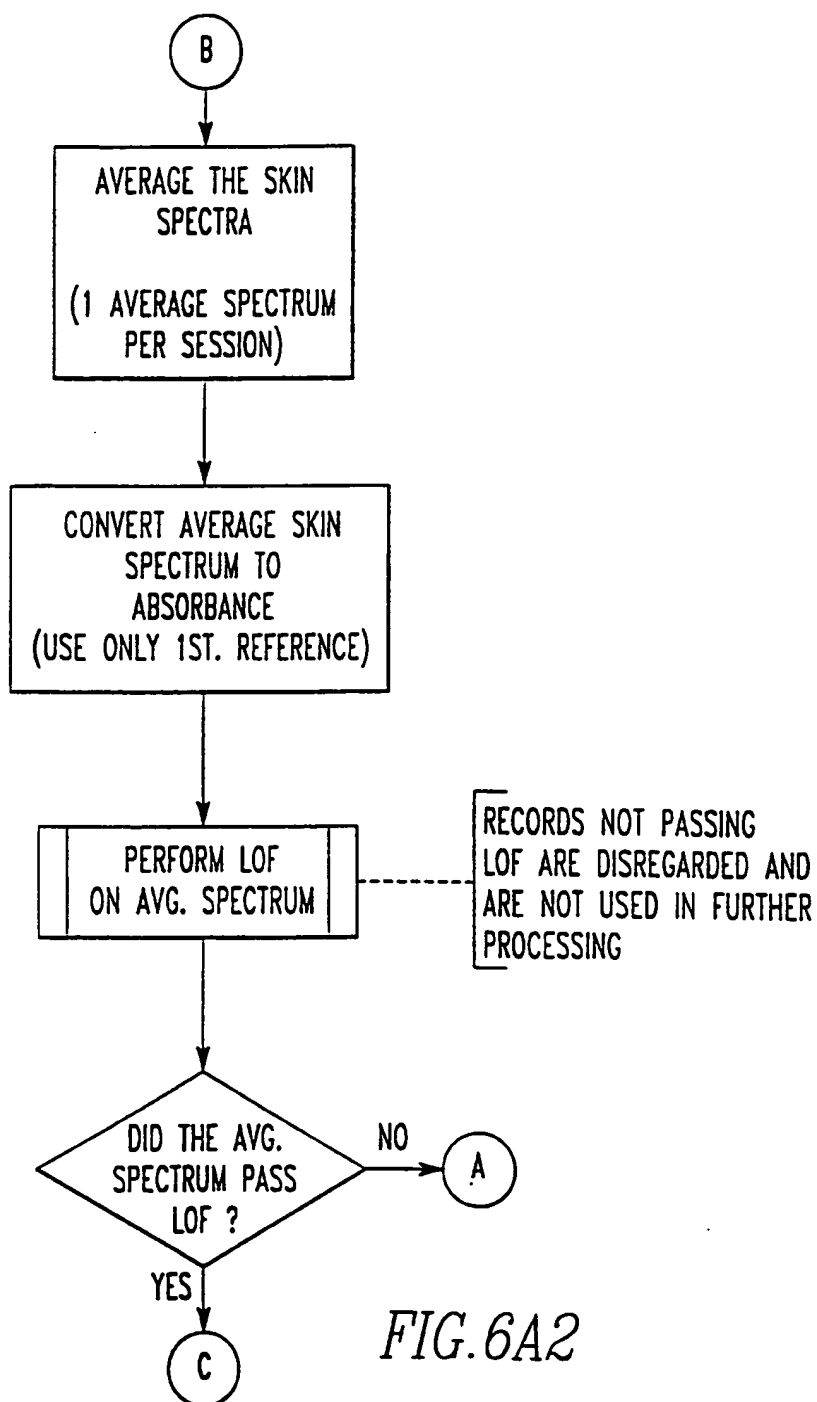 B
AVERAGE THE SKIN
SPECTRA
(1 AVERAGE SPECTRUM
PER SESSION)
CONVERT AVERAGE SKIN
SPECTRUM TO
ABSORBANCE
(USE ONLY 1ST. REFERENCE)
PERFORM LOF
ON AVG. SPECTRUM
RECORDS NOT PASSING
LOF ARE DISREGARDED AND
ARE NOT USED IN FURTHER
PROCESSING
DID THE AVG.
SPECTRUM PASS
LOF ?
NO
A
YES
C
FIG.6A2